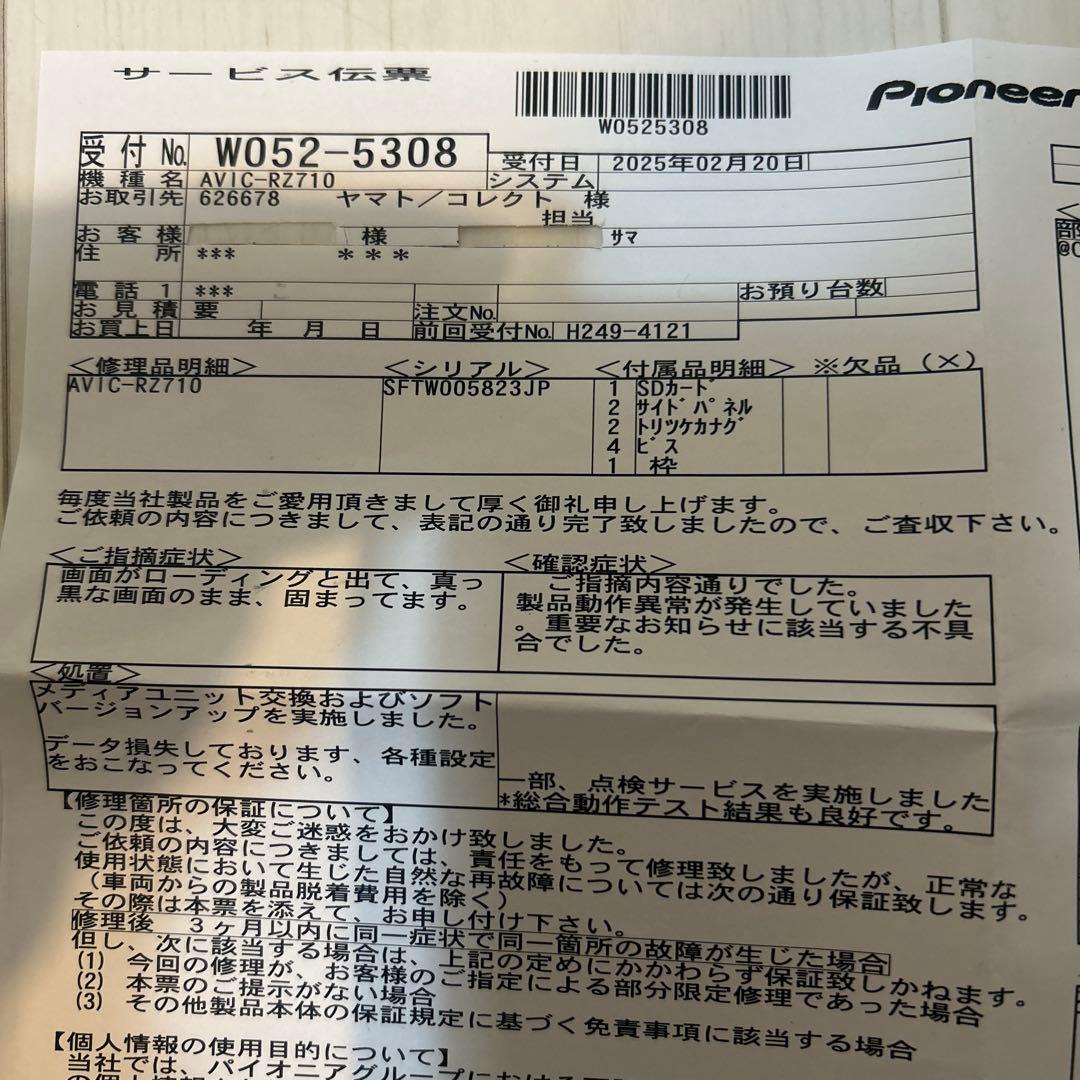 サービス伝票
W0525308
Pioneer
受付No. W052-5308 受付日 2025年02月20日
機種名 AVIC-RZ710 システム
お取引先 626678 ヤマト／コレクト 様
担当
お客様 様 サマ
住所 *** ***
電話1 *** お預り台数
お見積 要 注文No.
お買上日 年 月 日 前回受付No. H249-4121
＜修理品明細＞ ＜シリアル＞ ＜付属品明細＞ ※欠品（×）
AVIC-RZ710 SFTW005823JP 1 SDカード
2 サイドパネル
2 トリツケカナグ
4 ビス
1 枠
毎度当社製品をご愛用頂きまして厚く御礼申し上げます。
ご依頼の内容につきまして、表記の通り完了致しましたので、ご査収下さい。
＜ご指摘症状＞ ＜確認症状＞
画面がローディングと出て、真っ
黒な画面のまま、固まってます。
ご指摘内容通りでした。
製品動作異常が発生していました
。重要なお知らせに該当する不具
合でした。
＜処置＞
メディアユニット交換およびソフト
バージョンアップを実施しました。
データ損失しております、各種設定
をおこなってください。
一部、点検サービスを実施しました
*総合動作テスト結果も良好です。
【修理箇所の保証について】
この度は、大変ご迷惑をおかけ致しました。
ご依頼の内容につきましては、責任をもって修理致しましたが、正常な
使用状態において生じた自然な再故障については次の通り保証致します。
（車両からの製品脱着費用を除く）
その際は本票を添えて、お申し付け下さい。
修理後 3ヶ月以内に同一症状で同一箇所の故障が生じた場合
但し、次に該当する場合は、上記の定めにかかわらず保証致しかねます。
(1) 今回の修理が、お客様のご指定による部分限定修理であった場合
(2) 本票のご提示がない場合
(3) その他製品本体の保証規定に基づく免責事項に該当する場合
【個人情報の使用目的について】
当社では、パイオニアグループにおける